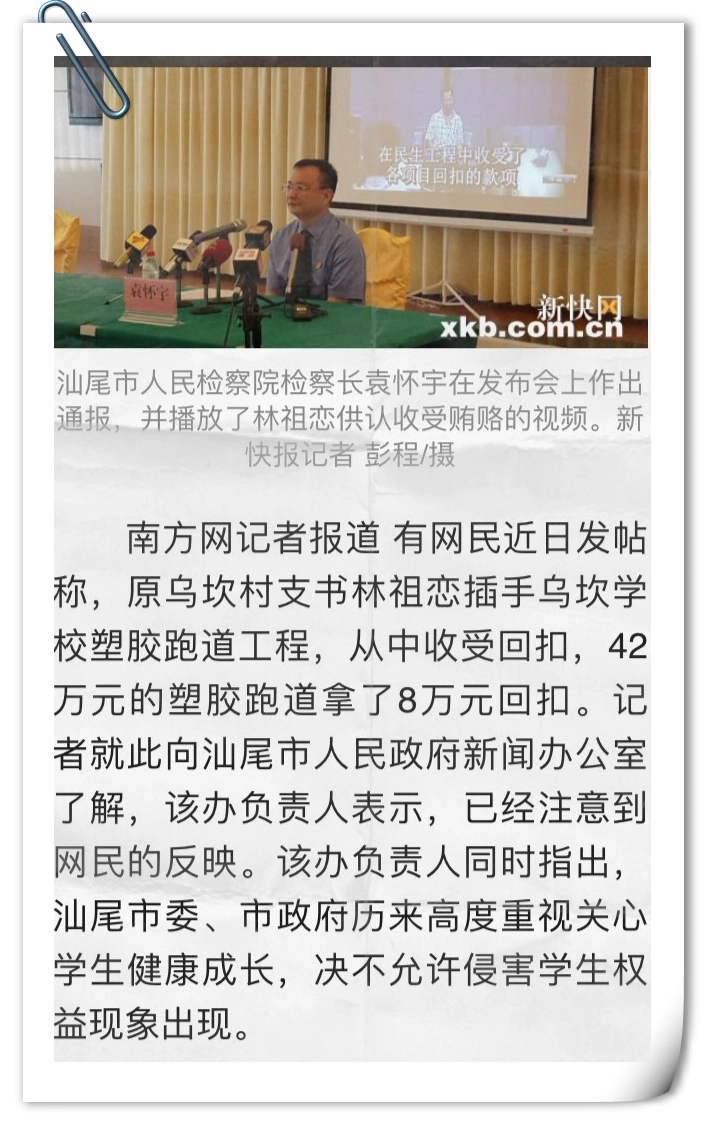 在民生工程中收受了
各项目回扣的款项
袁怀宇
新快网
xkb.com.cn
汕尾市人民检察院检察长袁怀宇在发布会上作出
通报，并播放了林祖恋供认收受贿赂的视频。新
快报记者 彭程/摄
南方网记者报道 有网民近日发帖
称，原乌坎村支书林祖恋插手乌坎学
校塑胶跑道工程，从中收受回扣，42
万元的塑胶跑道拿了8万元回扣。记
者就此向汕尾市人民政府新闻办公室
了解，该办负责人表示，已经注意到
网民的反映。该办负责人同时指出，
汕尾市委、市政府历来高度重视关心
学生健康成长，决不允许侵害学生权
益现象出现。